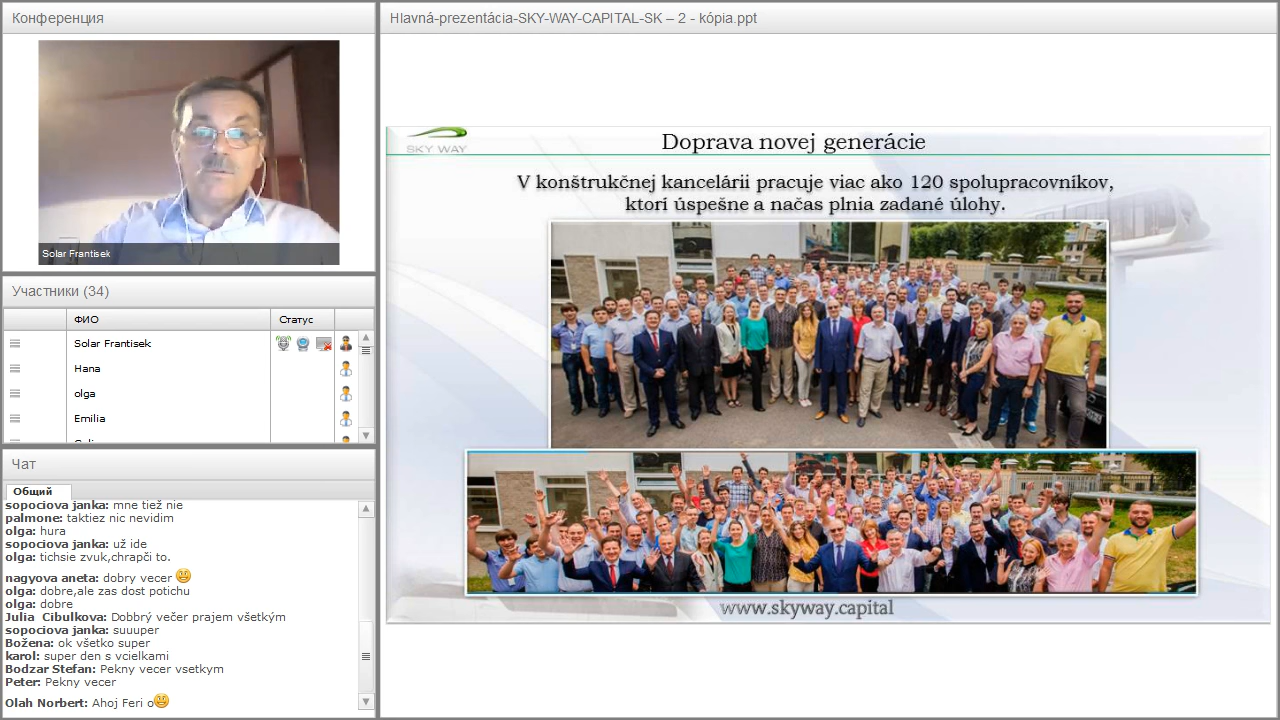 Конференция
Solar Frantisek
Участники (34)
ФИО
Статус
Solar Frantisek
Hana
olga
Emilia
Чат
Общий
sopociova janka: mne tiež nie
palmone: taktiez nic nevidim
olga: hura
sopociova janka: už ide
olga: tichsie zvuk,chrapči to.
nagyova aneta: dobry vecer
olga: dobre,ale zada dost potichu
olga: dobre
Julia Cibulkova: Dobbrý večer prajem všetkým
sopociova janka: suuuper
Božena: ok všetko super
karol: super den s vcielkami
Bodzar Stefan: Pekny vecer vsetkym
Peter: Pekny vecer
Olah Norbert: Ahoj Feri o
Hlavná-prezentácia-SKY-WAY-CAPITAL-SK – 2 - kópia.ppt
SKY WAY
Doprava novej generácie
V konštrukčnej kancelárii pracuje viac ako 120 spolupracovníkov,
ktorí úspešne a načas plnia zadané úlohy.
www.skyway.capital